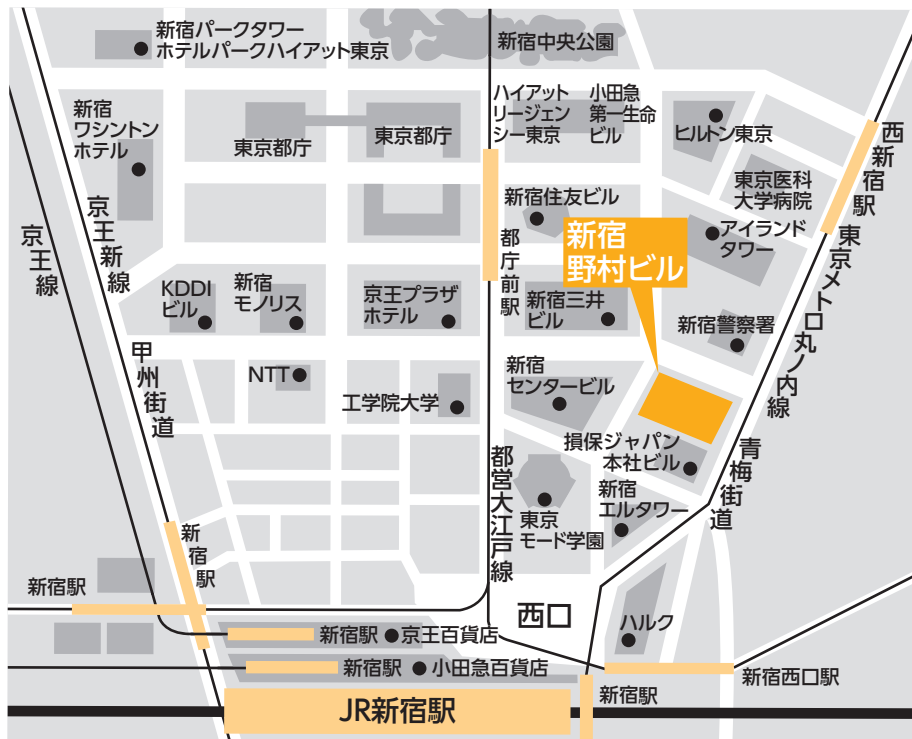 新宿パークタワー
ホテルパークハイアット東京
新宿中央公園
新宿
ワシントン
ホテル
東京都庁
東京都庁
ハイアット
リージェン
シー東京
小田急
第一生命
ビル
ヒルトン東京
西新宿駅
東京医科
大学病院
新宿住友ビル
アイランド
タワー
新宿
野村ビル
京王線
京王新線
都庁前駅
東京メトロ丸ノ内線
KDDI
ビル
新宿
モノリス
京王プラザ
ホテル
新宿三井
ビル
新宿警察署
甲州街道
NTT
工学院大学
新宿
センタービル
損保ジャパン
本社ビル
青梅街道
都営大江戸線
新宿
エルタワー
東京
モード学園
新宿駅
新宿駅
西口
ハルク
新宿駅
京王百貨店
新宿駅
小田急百貨店
新宿西口駅
新宿駅
JR新宿駅